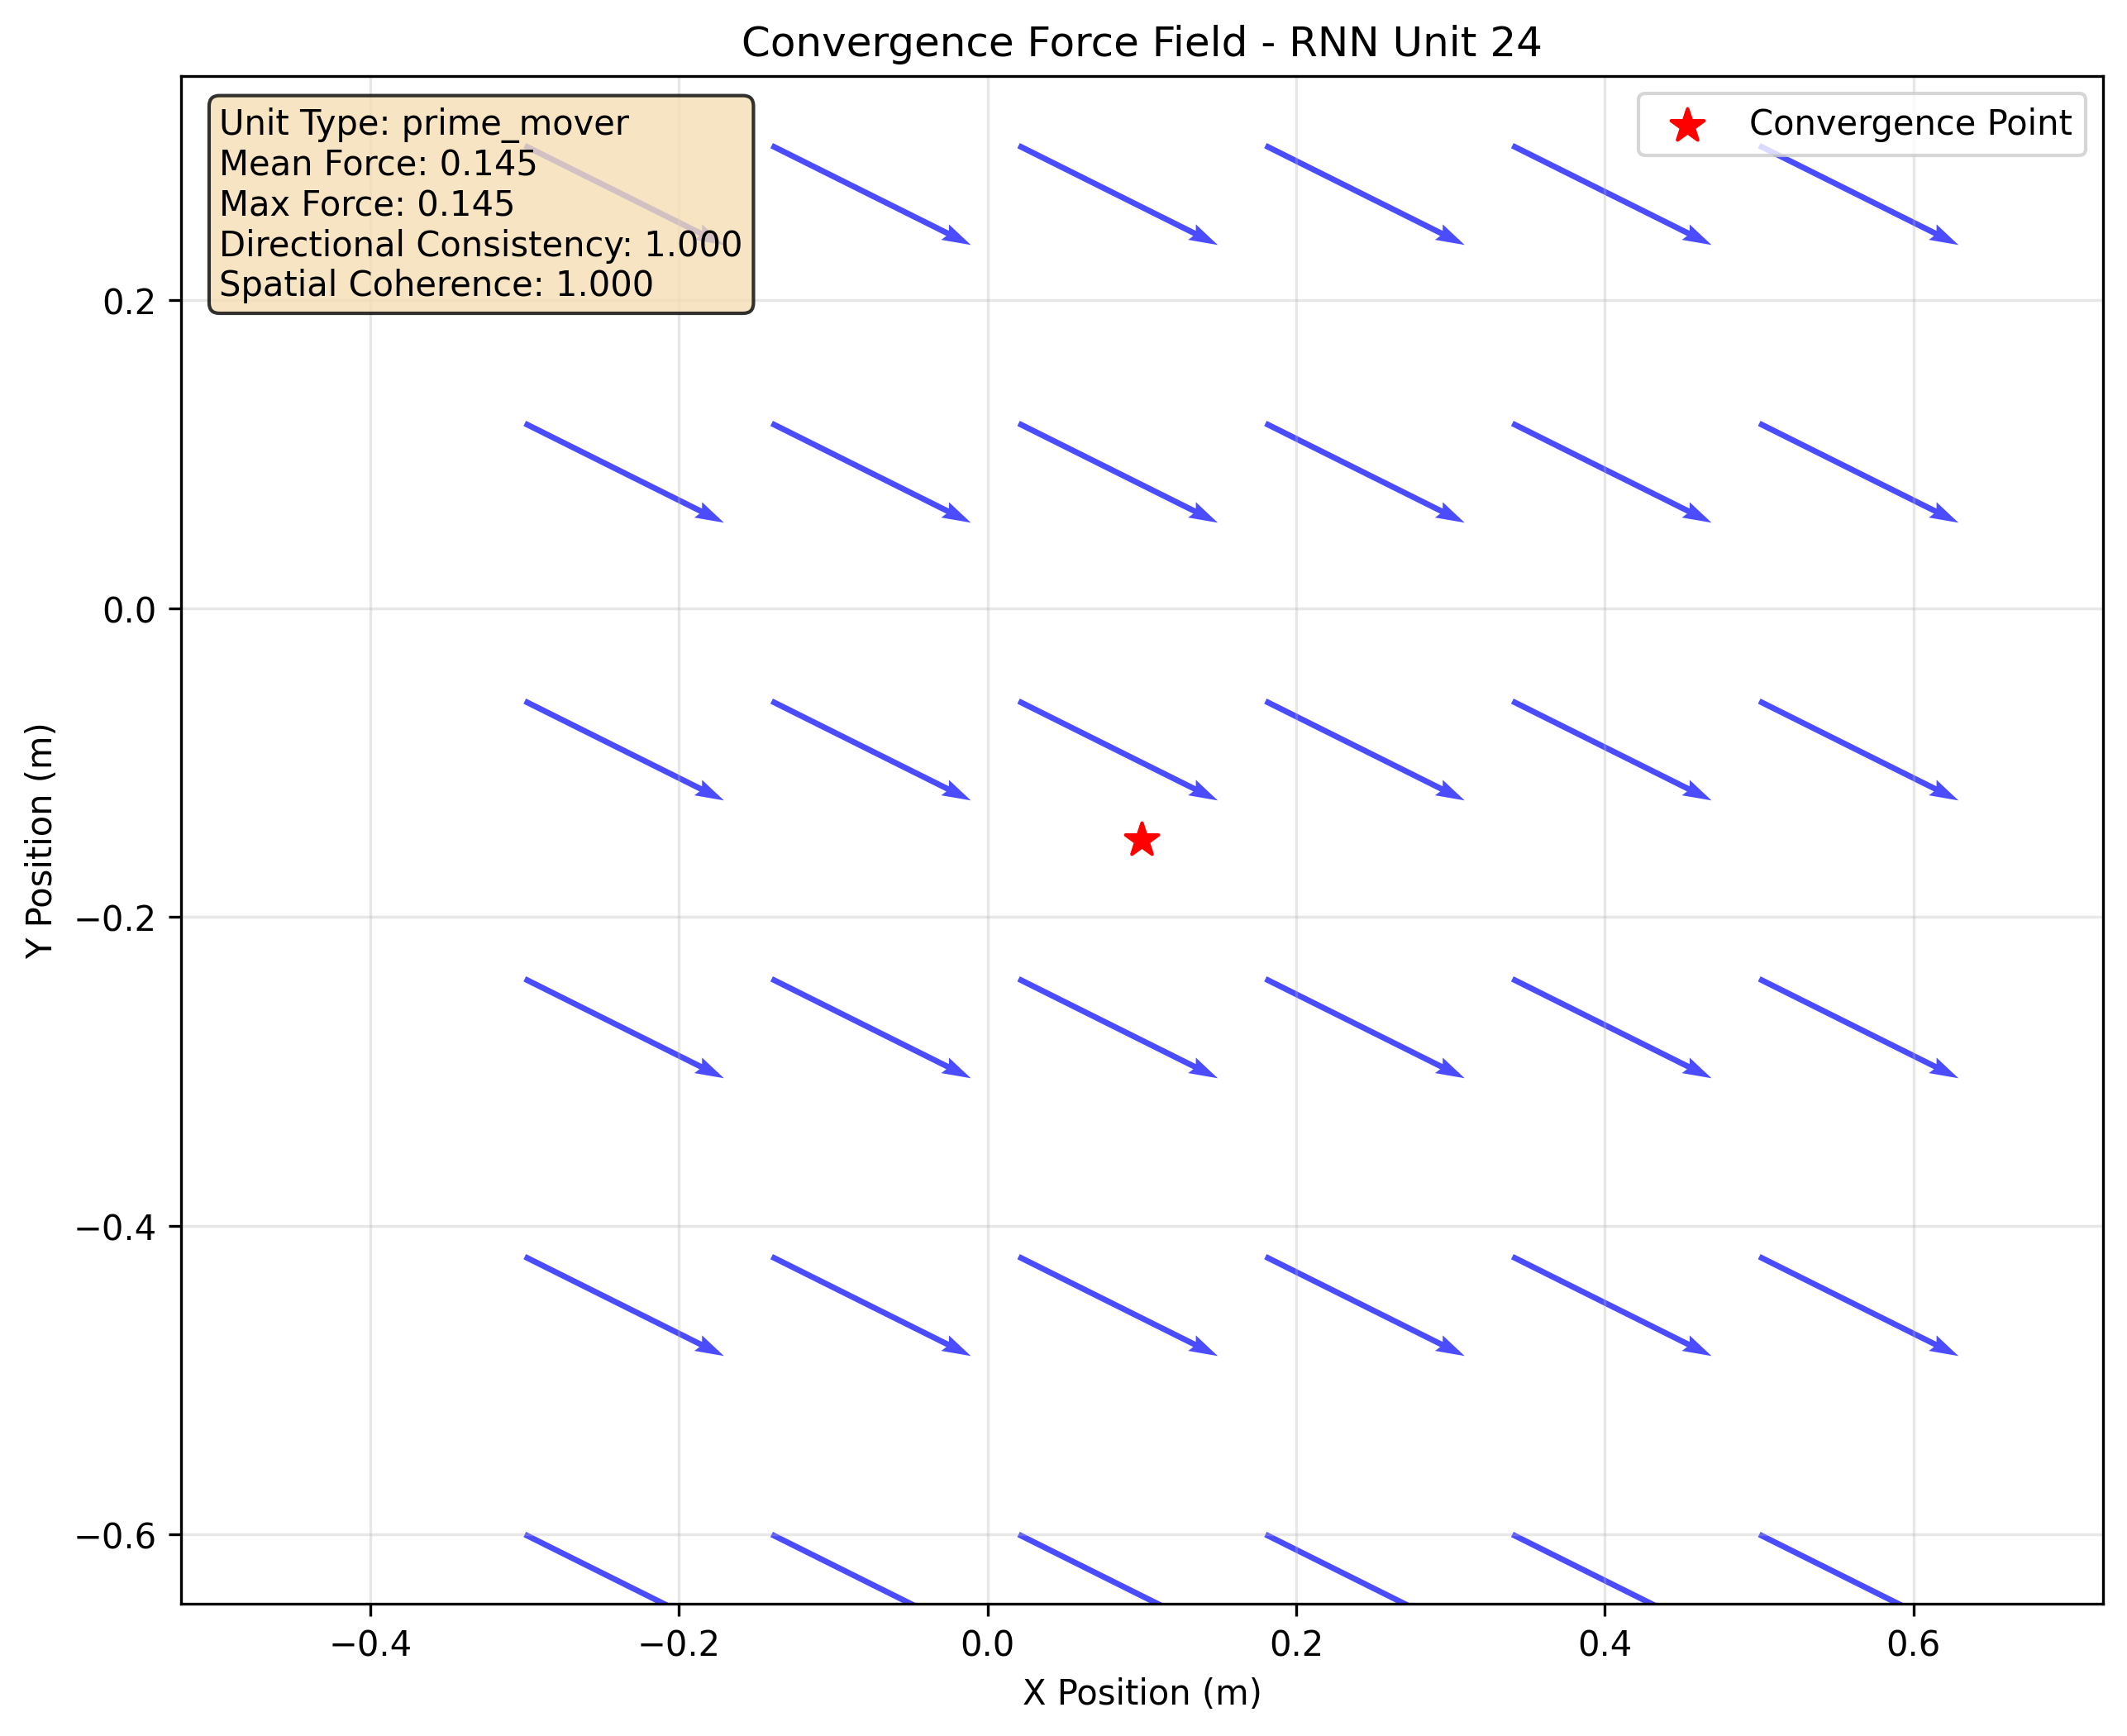 Convergence Force Field - RNN Unit 24
Unit Type: prime_mover
Mean Force: 0.145
Max Force: 0.145
Directional Consistency: 1.000
Spatial Coherence: 1.000
Convergence Point
0.2
0.0
−0.2
−0.4
−0.6
Y Position (m)
−0.4
−0.2
0.0
0.2
0.4
0.6
X Position (m)